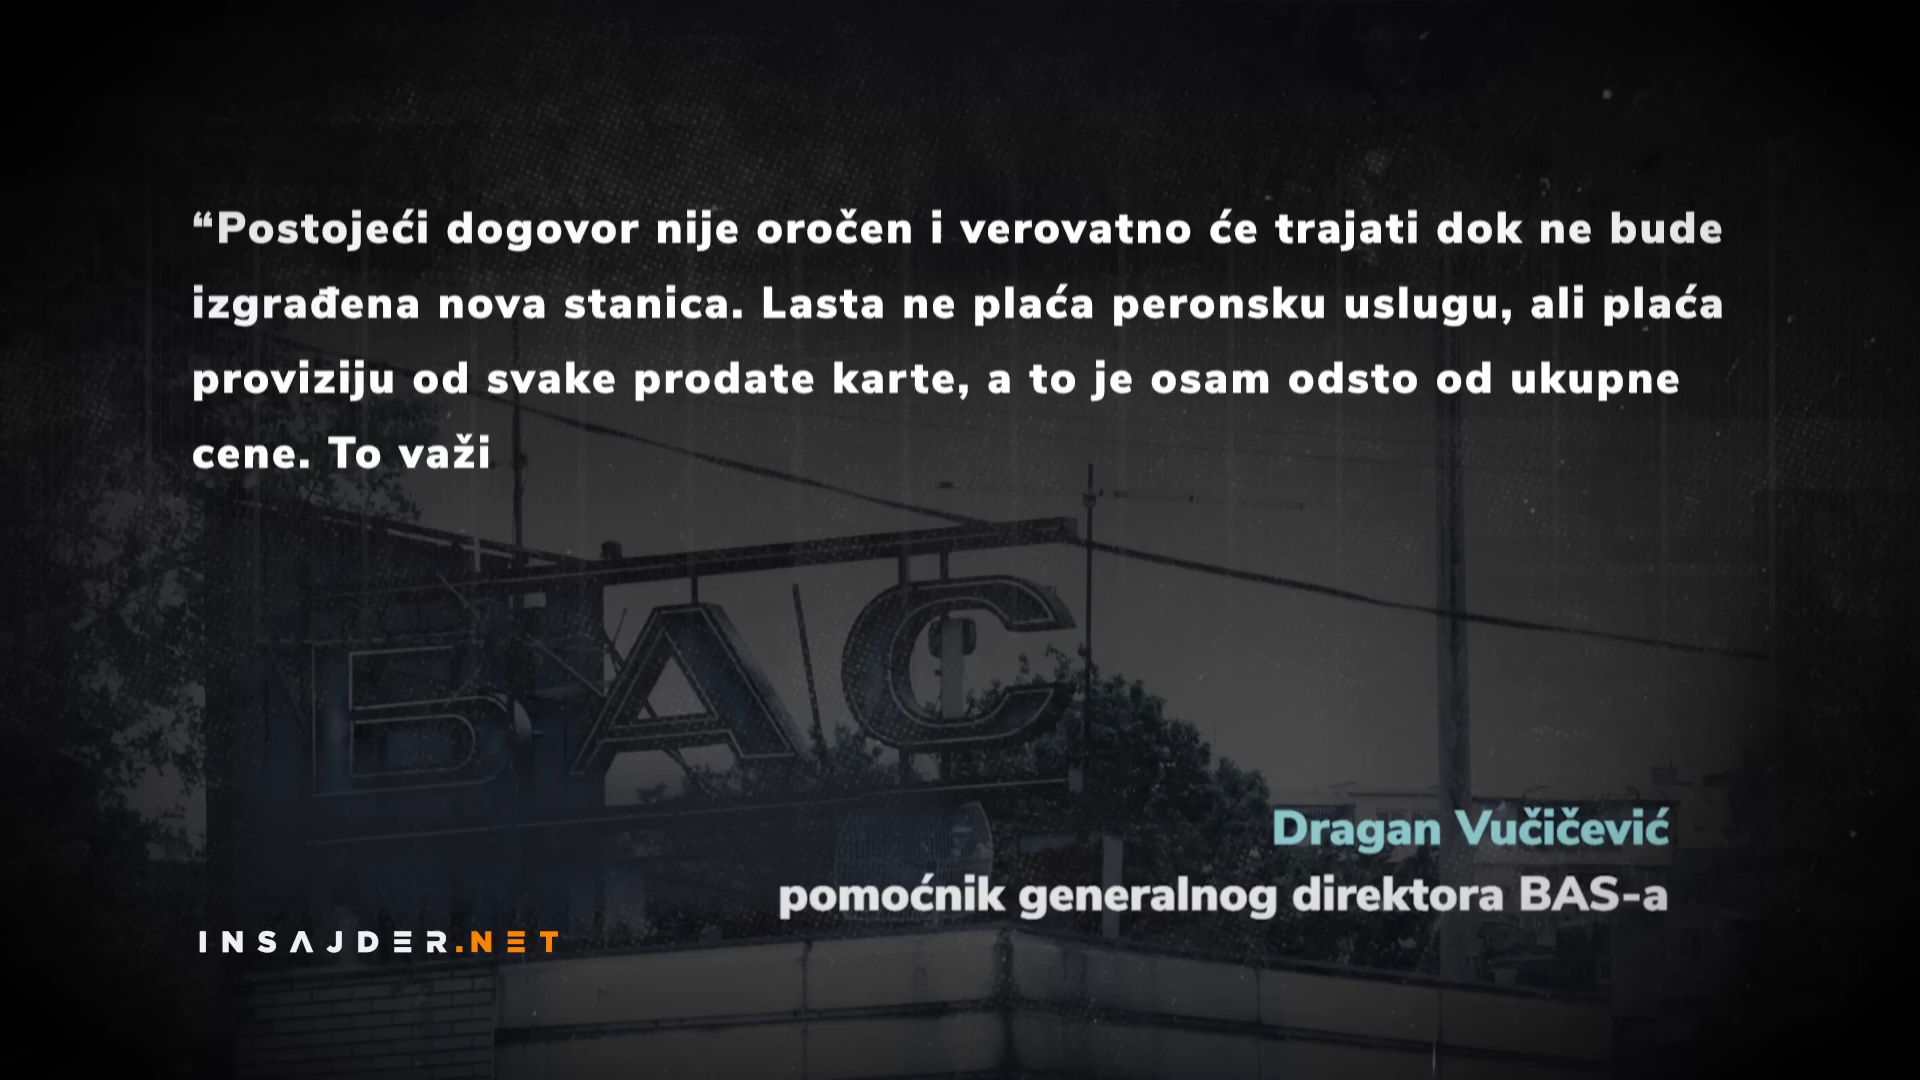 “Postojeći dogovor nije oročen i verovatno će trajati dok ne bude
izgrađena nova stanica. Lasta ne plaća peronsku uslugu, ali plaća
proviziju od svake prodate karte, a to je osam odsto od ukupne
cene. To važi
БАС
Dragan Vučičević
pomoćnik generalnog direktora BAS-a
INSAJDER.NET